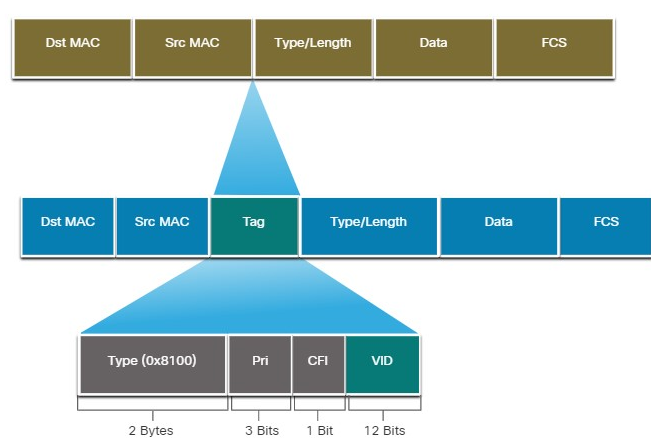 Dst MAC Src MAC Type/Length Data FCS
Dst MAC Src MAC Tag Type/Length Data FCS
Type (0x8100) Pri CFI VID
2 Bytes 3 Bits 1 Bit 12 Bits